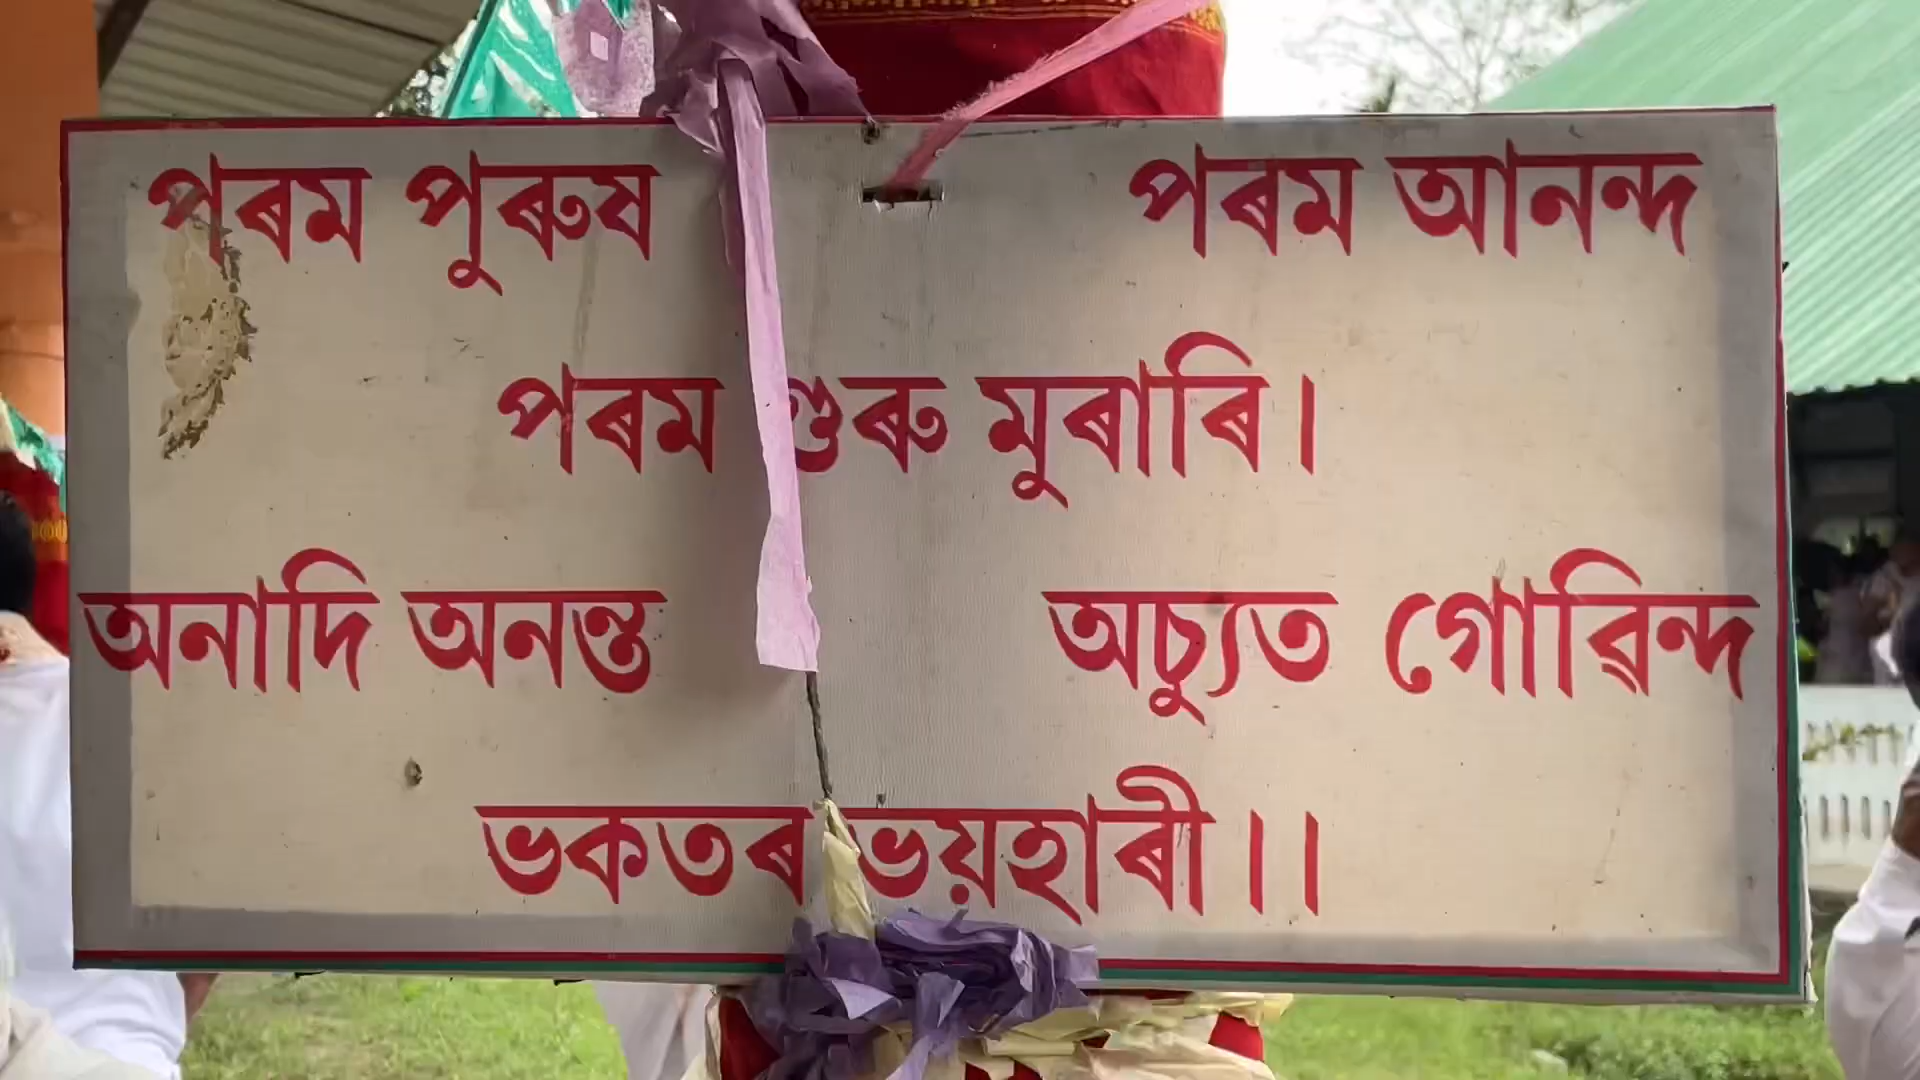 পৰম পুৰুষ পৰম আনন্দ
পৰম গুৰু মুৰাৰি।
অনাদি অনন্ত অচ্যুত গোৱিন্দ
ভকতৰ ভয়হাৰী।।